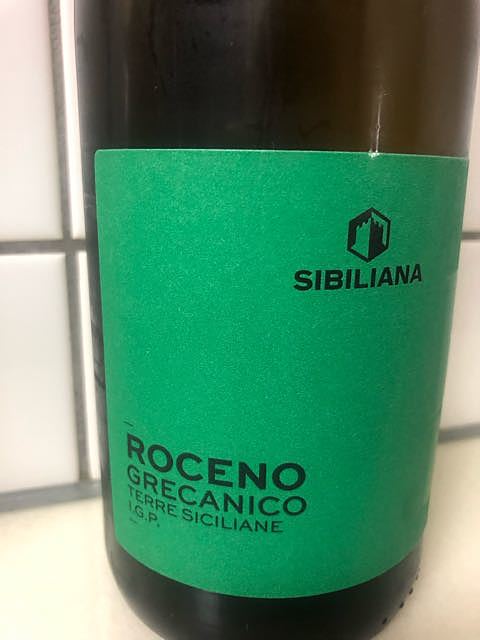 SIBILIANA
ROCENO
GRECANICO
TERRE SICILIANE
I.G.P.